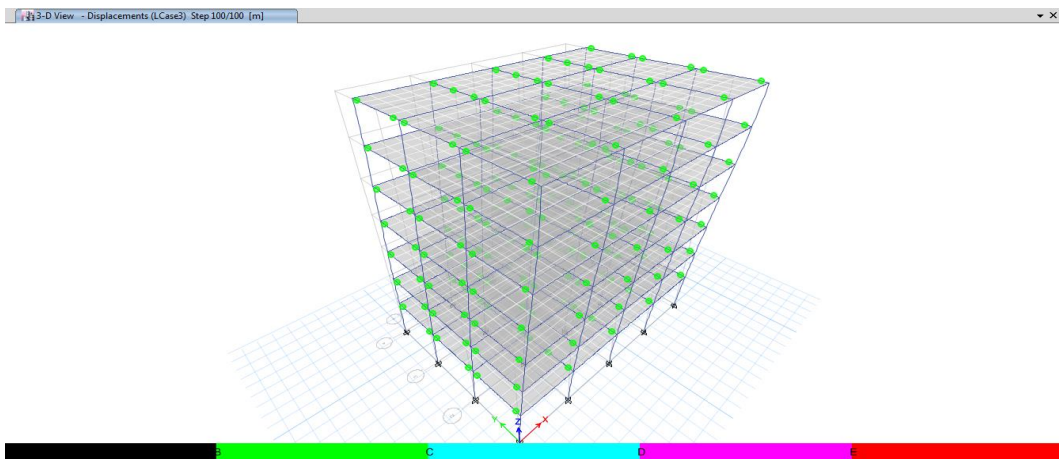 3-D View - Displacements (LCase3) Step 100/100 [m]
Y Z X
B C D E